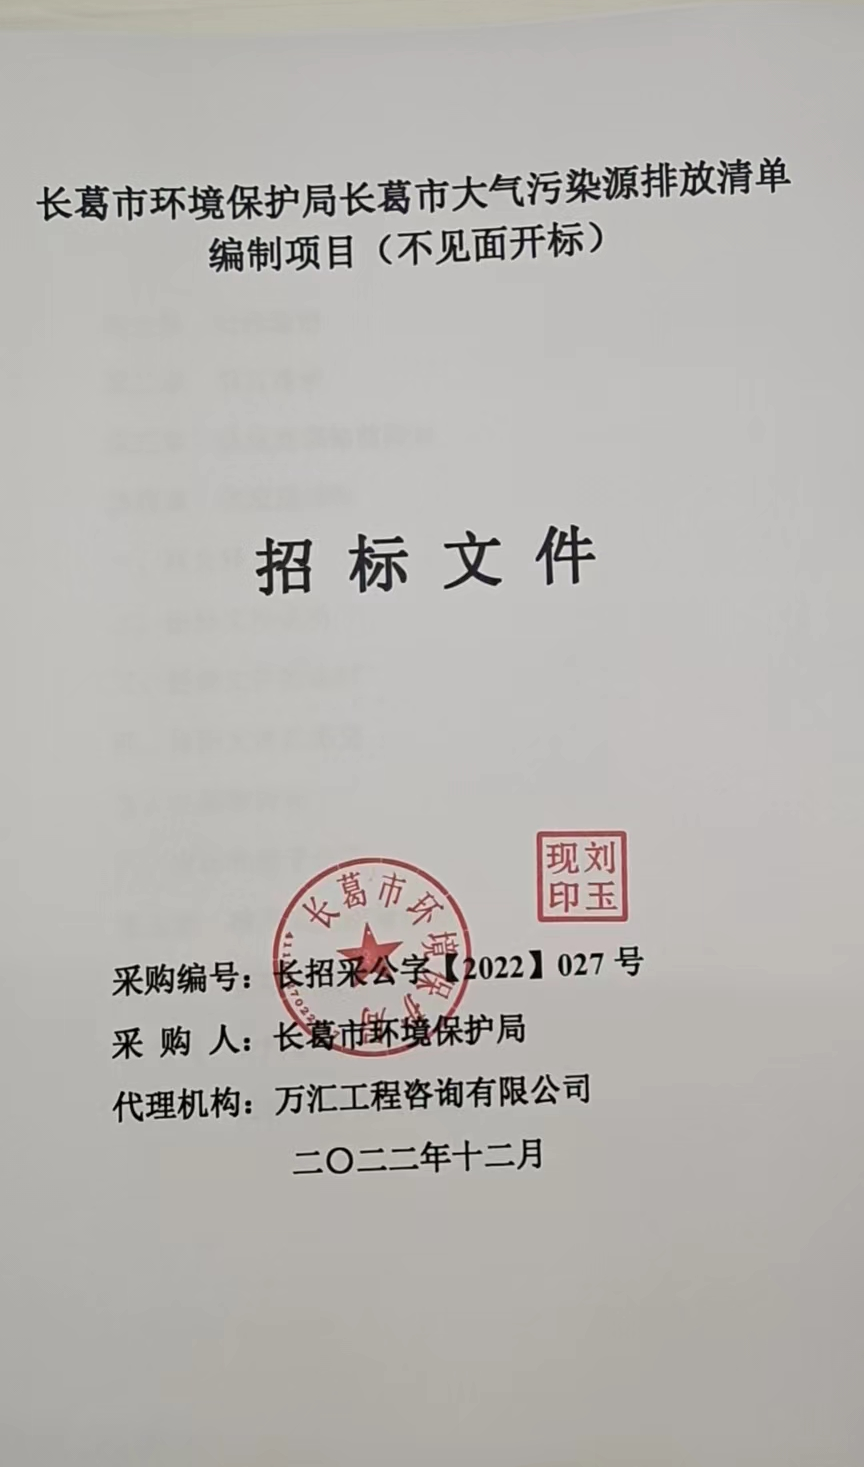 长葛市环境保护局长葛市大气污染源排放清单
编制项目（不见面开标）
招 标 文 件
刘玉
现印
长葛市环境保护局
采购编号：长招采公字【2022】027 号
采 购 人：长葛市环境保护局
代理机构：万汇工程咨询有限公司
二〇二二年十二月